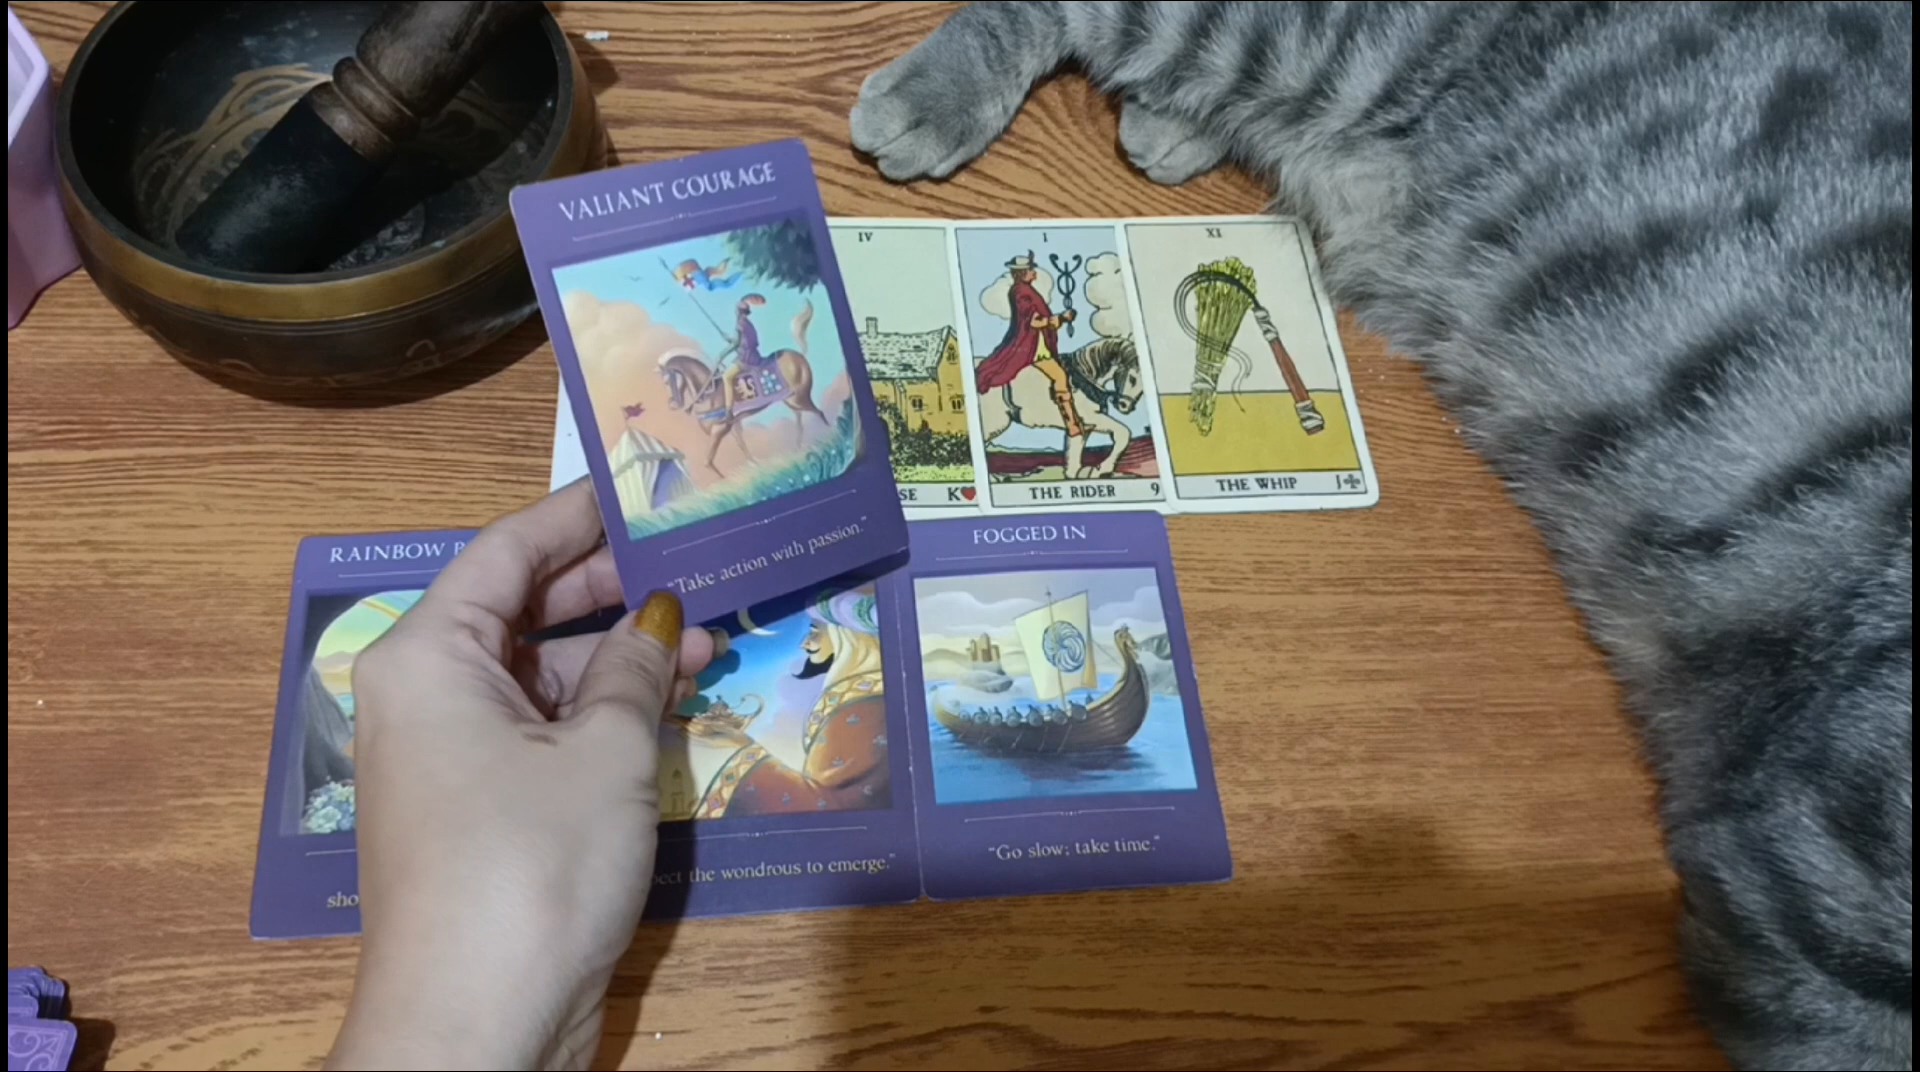 VALIANT COURAGE
"Take action with passion."
IV
K♥
I
THE RIDER 9
XI
THE WHIP J♣
RAINBOW
FOGGED IN
the wondrous to emerge."
"Go slow; take time."